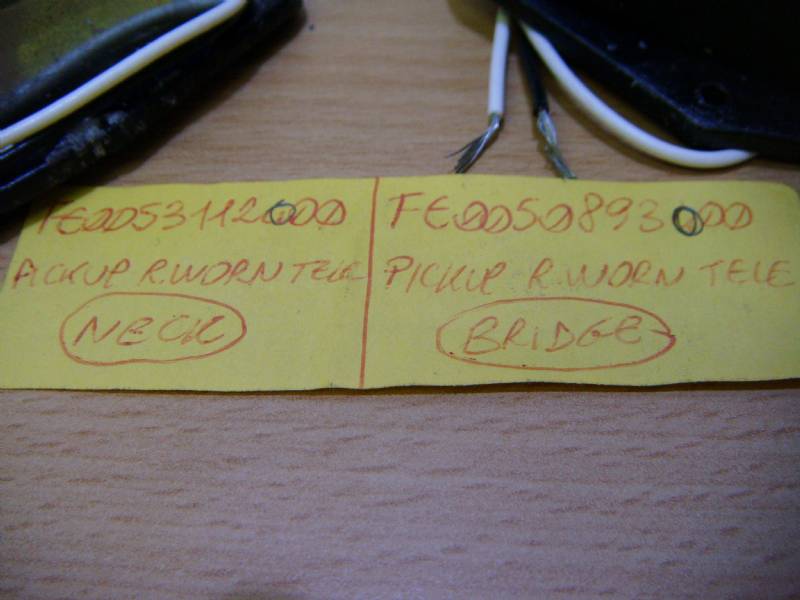 FE0053112000
PICKUP R.WORN TELE
NECK
FE0050893000
PICKUP R.WORN TELE
BRIDGE